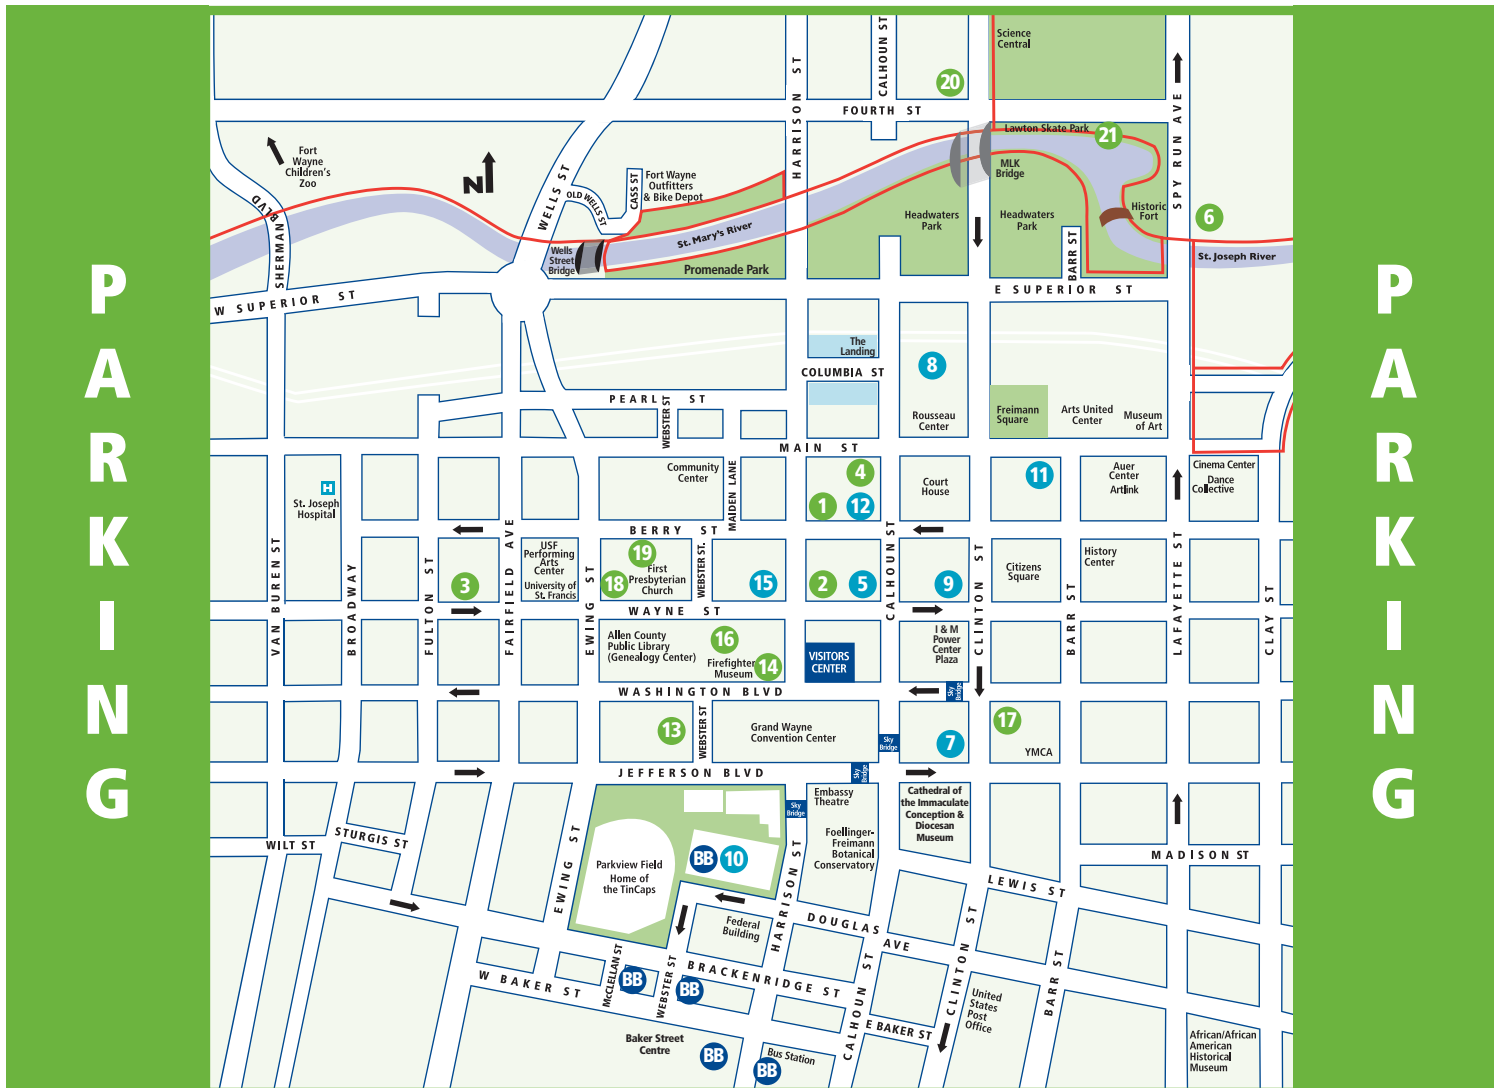 PARKING
PARKING
Science
Central
CALHOUN ST
HARRISON ST
20
FOURTH ST
SPY RUN AVE
Lawton Skate Park
21
Fort
Wayne
Children's
Zoo
N
WELLS ST
OLD WELLS ST
CASS ST
Fort Wayne
Outfitters
& Bike Depot
MLK
Bridge
SHERMAN BLVD
Historic
Fort
6
Headwaters
Park
Headwaters
Park
St. Mary's River
Wells
Street
Bridge
Promenade Park
BARR ST
St. Joseph River
W SUPERIOR ST
E SUPERIOR ST
The
Landing
8
COLUMBIA ST
PEARL ST
WEBSTER ST
Rousseau
Center
Freimann
Square
Arts United
Center
Museum
of Art
MAIN ST
Community
Center
MAIDEN LANE
4
1
12
Court
House
11
Auer
Center
Artlink
Cinema Center
Dance
Collective
H
St. Joseph
Hospital
BERRY ST
VAN BUREN ST
BROADWAY
FULTON ST
FAIRFIELD AVE
EWING ST
WEBSTER ST.
CALHOUN ST
CLINTON ST
BARR ST
LAFAYETTE ST
CLAY ST
3
USF
Performing
Arts
Center
University of
St. Francis
19
18
First
Presbyterian
Church
15
2
5
9
Citizens
Square
History
Center
WAYNE ST
Allen County
Public Library
(Genealogy Center)
16
Firefighter
Museum
14
VISITORS
CENTER
I & M
Power
Center
Plaza
WASHINGTON BLVD
Sky
Bridge
13
WEBSTER ST
Grand Wayne
Convention Center
Sky
Bridge
7
17
YMCA
JEFFERSON BLVD
Sky
Bridge
Sky
Bridge
Embassy
Theatre
Foellinger-
Freimann
Botanical
Conservatory
Cathedral of
the Immaculate
Conception &
Diocesan
Museum
WILT ST
STURGIS ST
EWING ST
Parkview Field
Home of
the TinCaps
BB
10
HARRISON ST
MADISON ST
LEWIS ST
Federal
Building
DOUGLAS AVE
CALHOUN ST
CLINTON ST
BARR ST
W BAKER ST
McCLELLAN ST
BB
WEBSTER ST
BB
BRACKENRIDGE ST
United
States
Post
Office
E BAKER ST
Baker Street
Centre
BB
Bus Station
BB
African/African
American
Historical
Museum